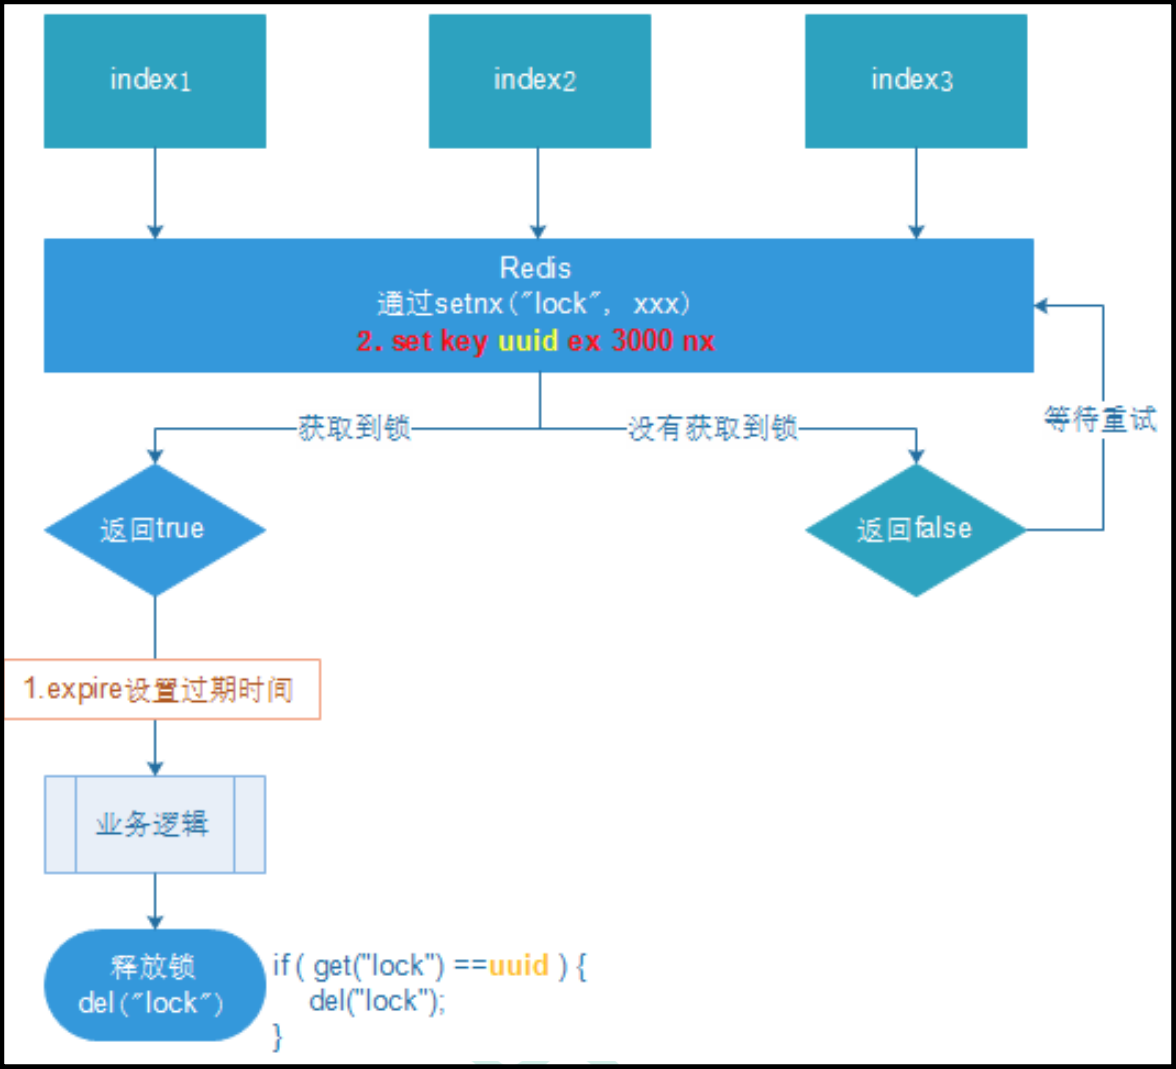 index1
index2
index3
Redis
通过setnx("lock", xxx)
2. set key uuid ex 3000 nx
获取到锁
没有获取到锁
等待重试
返回true
返回false
1.expire设置过期时间
业务逻辑
释放锁
del("lock")
if ( get("lock") ==uuid ) {
del("lock");
}